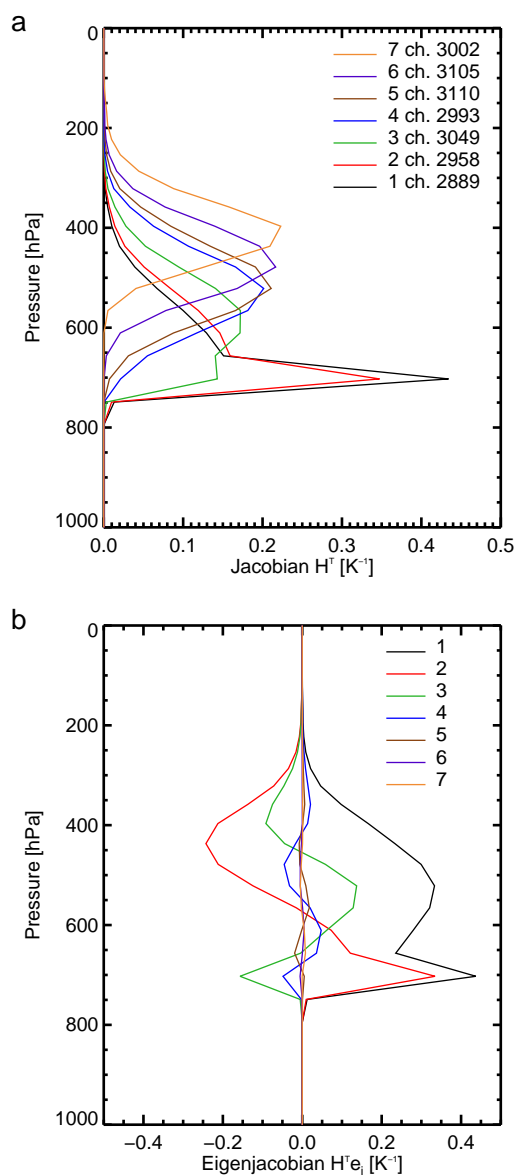 a
0
200
400
600
800
1000
Pressure [hPa]
7 ch. 3002
6 ch. 3105
5 ch. 3110
4 ch. 2993
3 ch. 3049
2 ch. 2958
1 ch. 2889
0.0 0.1 0.2 0.3 0.4 0.5
Jacobian Hᵀ [K⁻¹]
b
0
200
400
600
800
1000
Pressure [hPa]
1
2
3
4
5
6
7
−0.4 −0.2 0.0 0.2 0.4
Eigenjacobian Hᵀeᵢ [K⁻¹]